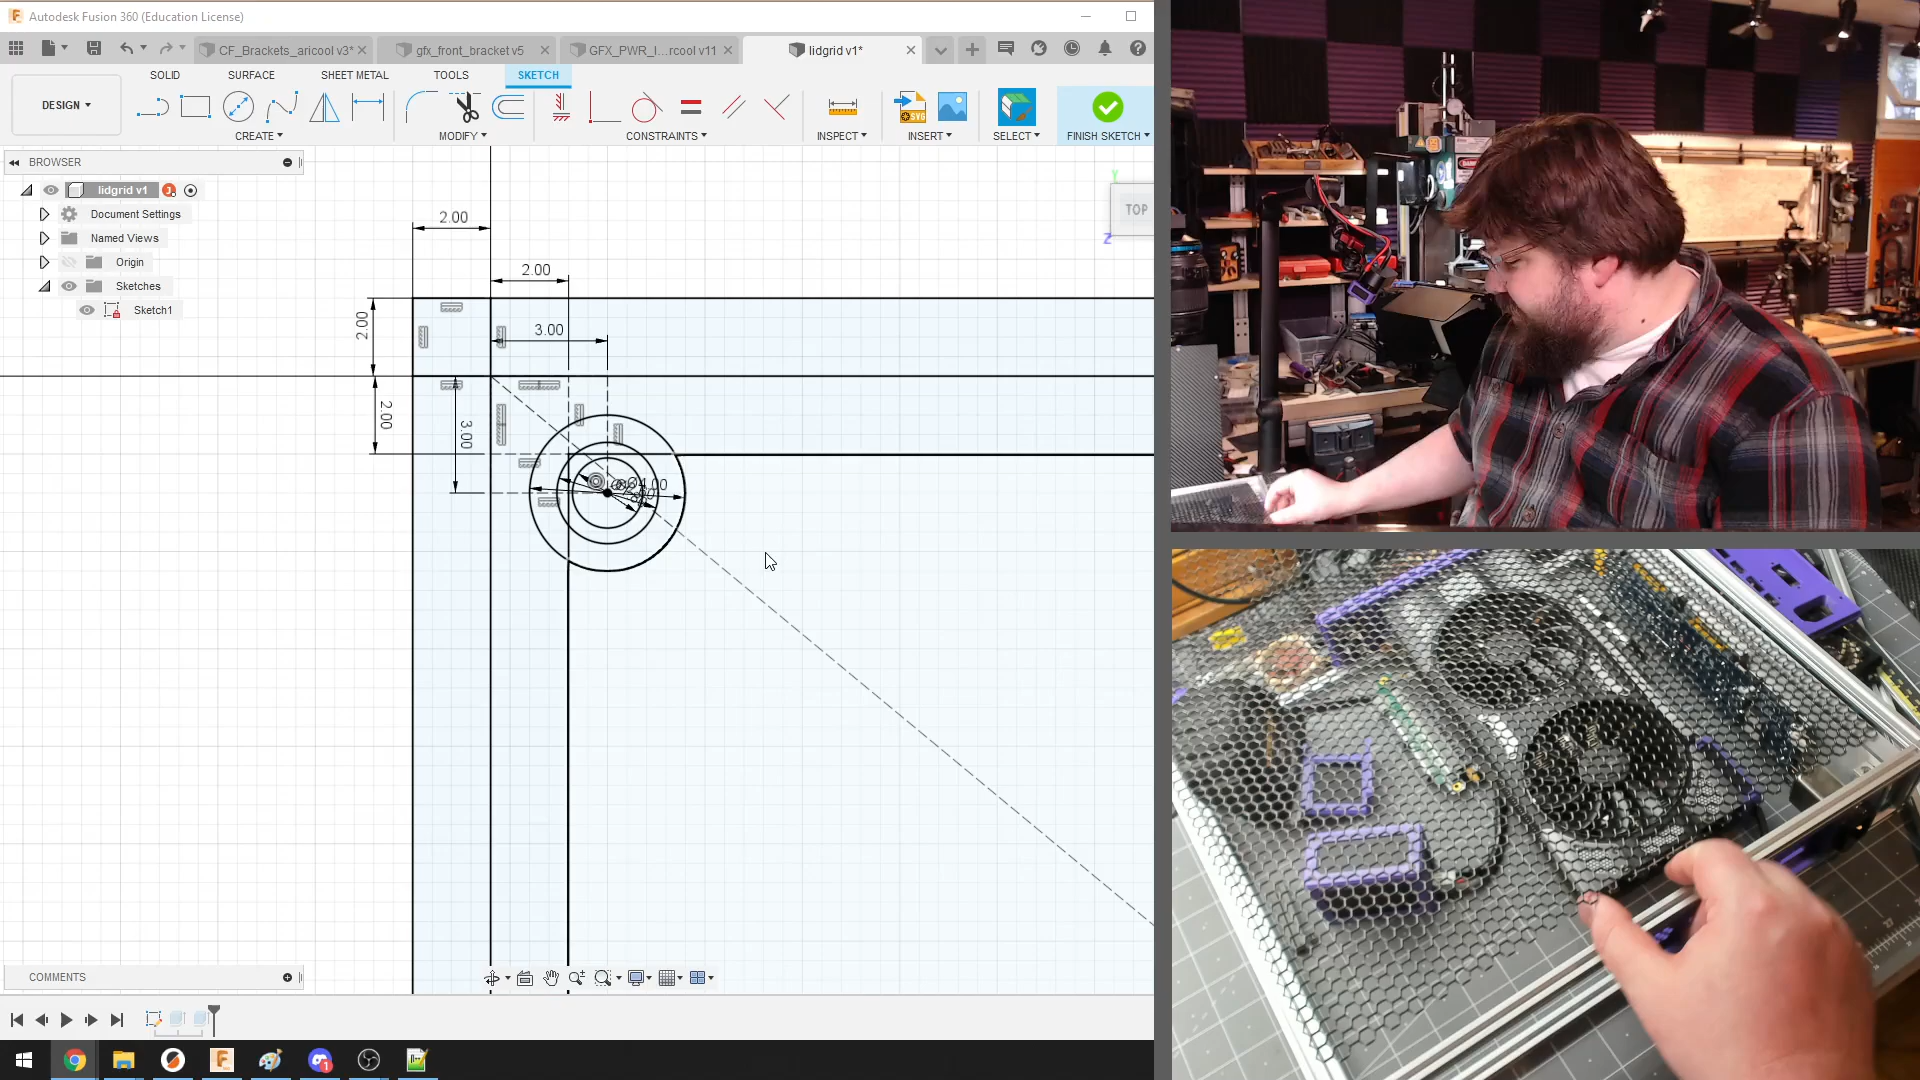 Autodesk Fusion 360 (Education License)
CF_Brackets_aricool v3*
gfx_front_bracket v5
GFX_PWR_I...rcool v11
lidgrid v1*
SOLID
SURFACE
SHEET METAL
TOOLS
SKETCH
DESIGN
CREATE
MODIFY
CONSTRAINTS
INSPECT
INSERT
SELECT
FINISH SKETCH
BROWSER
lidgrid v1
Document Settings
Named Views
Origin
Sketches
Sketch1
TOP
2.00
2.00
2.00
3.00
2.00
3.00
COMMENTS